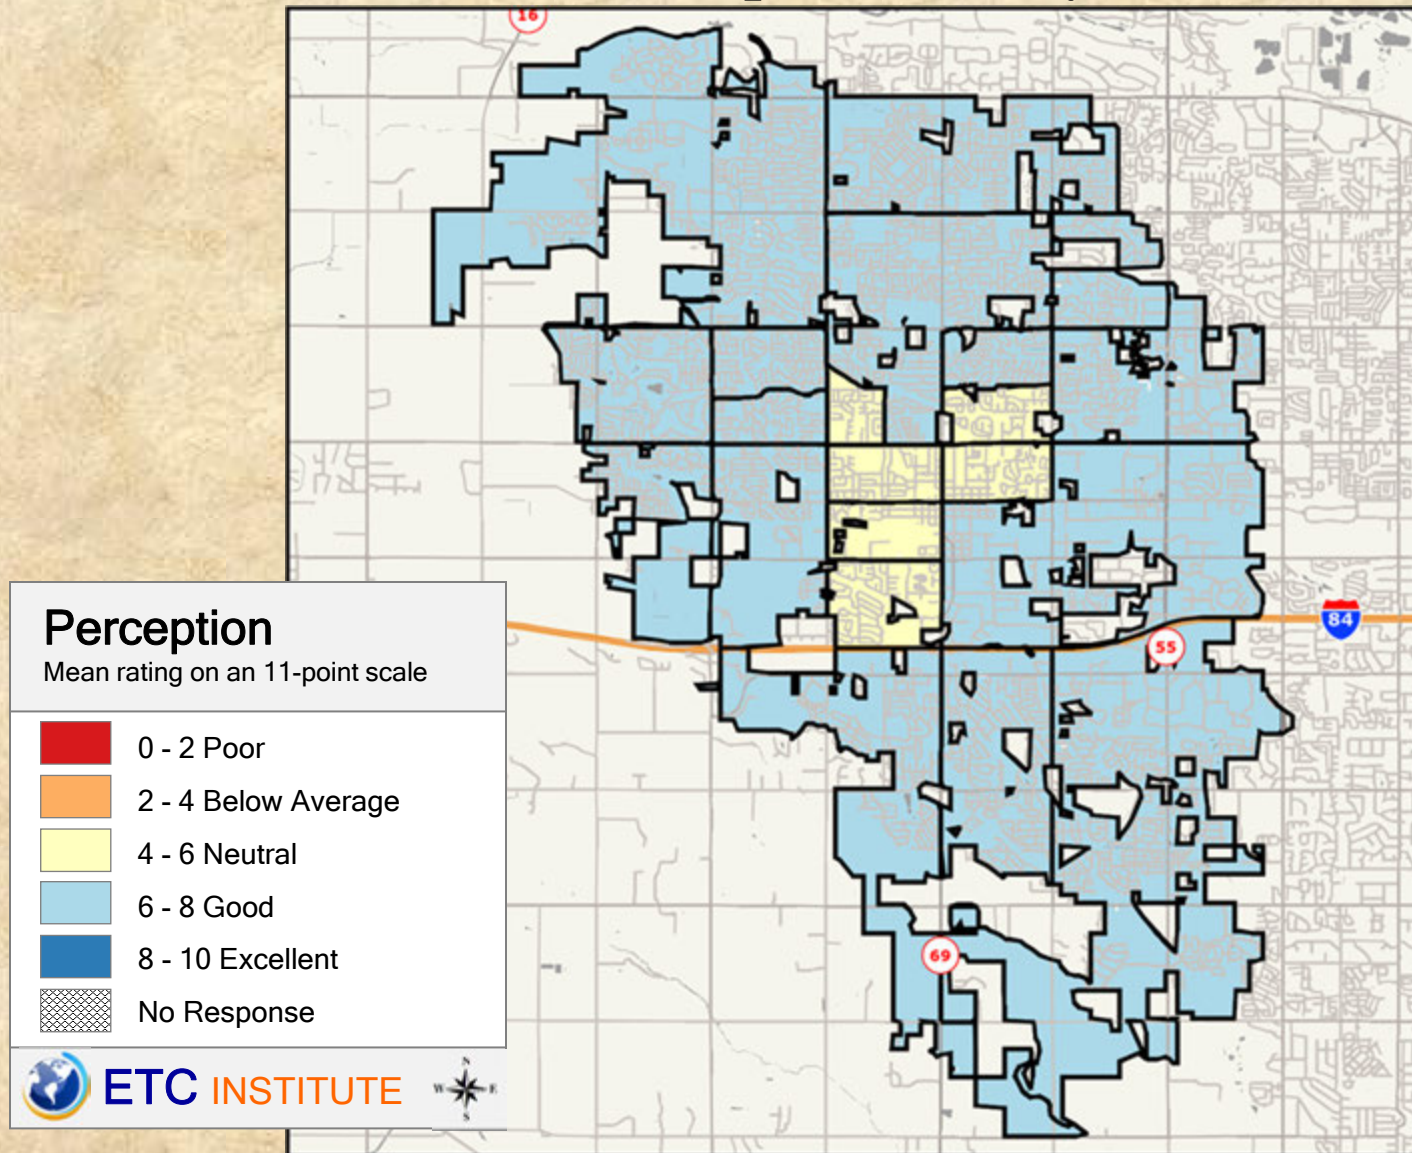 16
84
55
69
Perception
Mean rating on an 11-point scale
0 - 2 Poor
2 - 4 Below Average
4 - 6 Neutral
6 - 8 Good
8 - 10 Excellent
No Response
ETC INSTITUTE
N
W E
S